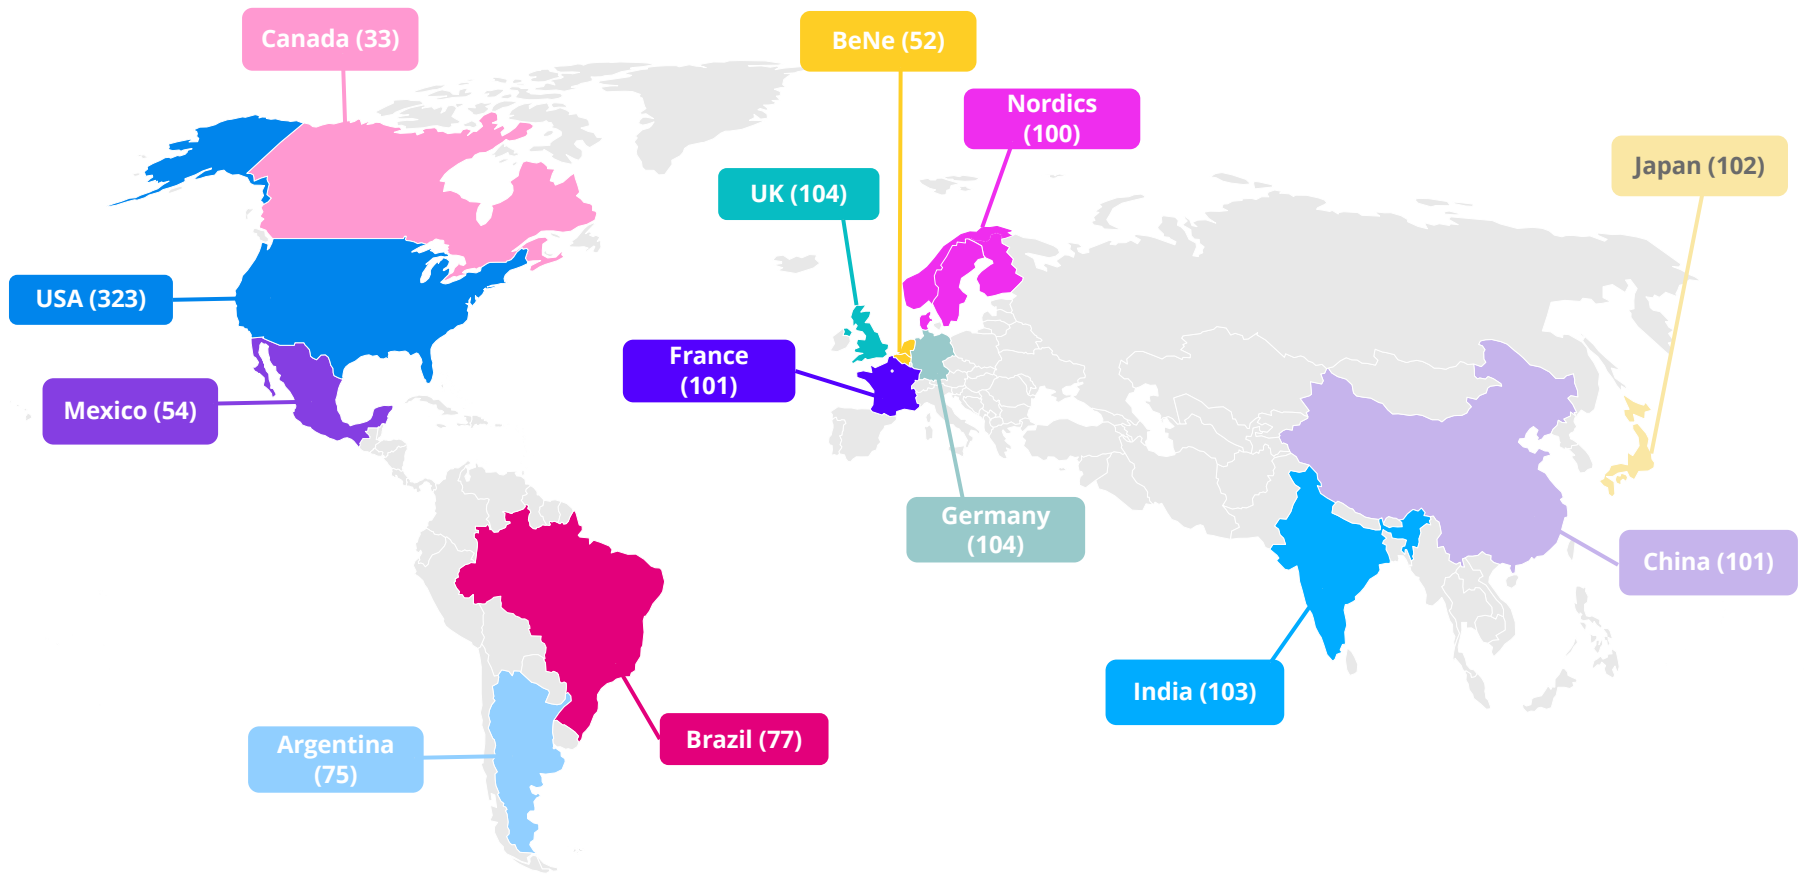 Canada (33)
BeNe (52)
Nordics
(100)
Japan (102)
UK (104)
USA (323)
France
(101)
Mexico (54)
Germany
(104)
China (101)
India (103)
Argentina
(75)
Brazil (77)